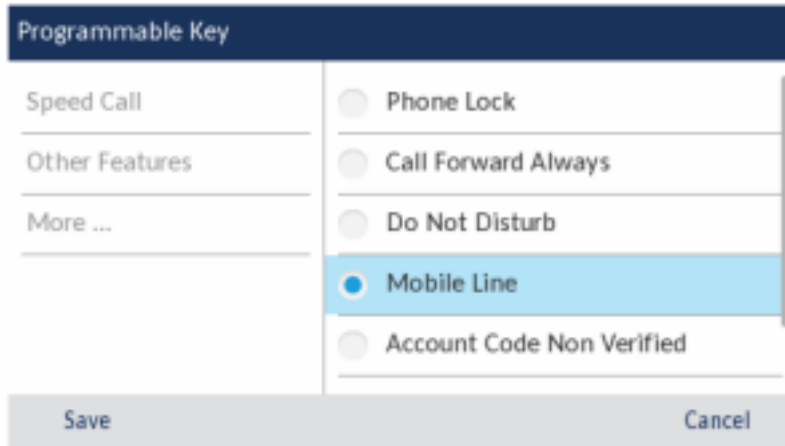 Programmable Key
Speed Call
Other Features
More ...
Phone Lock
Call Forward Always
Do Not Disturb
Mobile Line
Account Code Non Verified
Save
Cancel